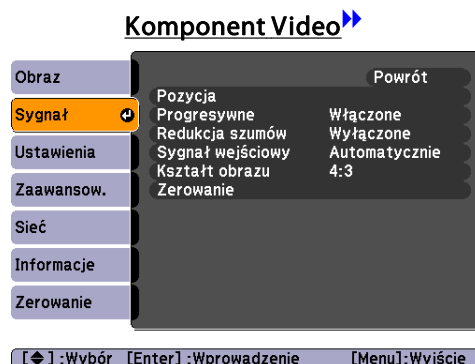 Komponent Video
Obraz
Powrót
Pozycja
Sygnał
Progresywne Włączone
Redukcja szumów Wyłączone
Ustawienia
Sygnał wejściowy Automatycznie
Kształt obrazu 4:3
Zaawansow.
Zerowanie
Sieć
Informacje
Zerowanie
[◆] :Wybór [Enter] :Wprowadzenie [Menu]:Wyjście